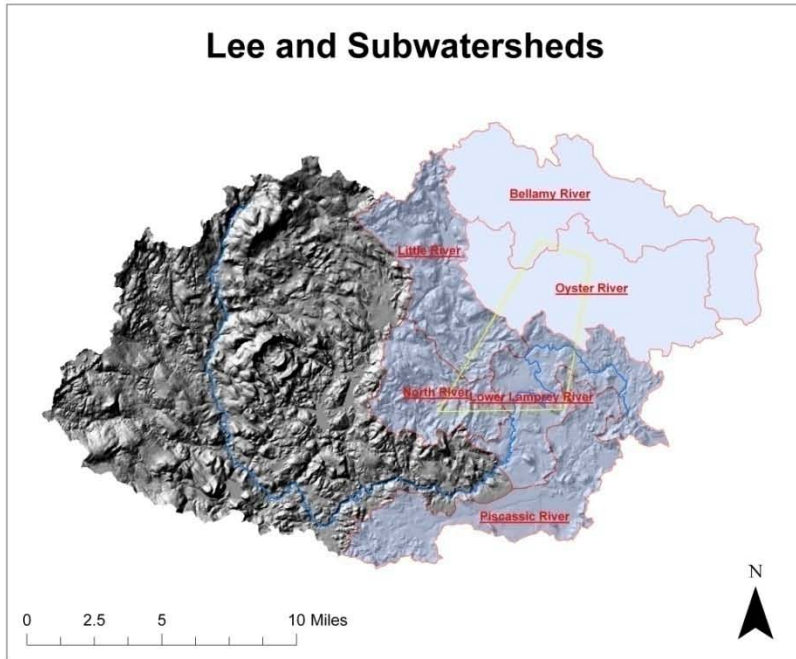 Lee and Subwatersheds
Bellamy River
Little River
Oyster River
North River
Lower Lamprey River
Piscassic River
N
0 2.5 5 10 Miles